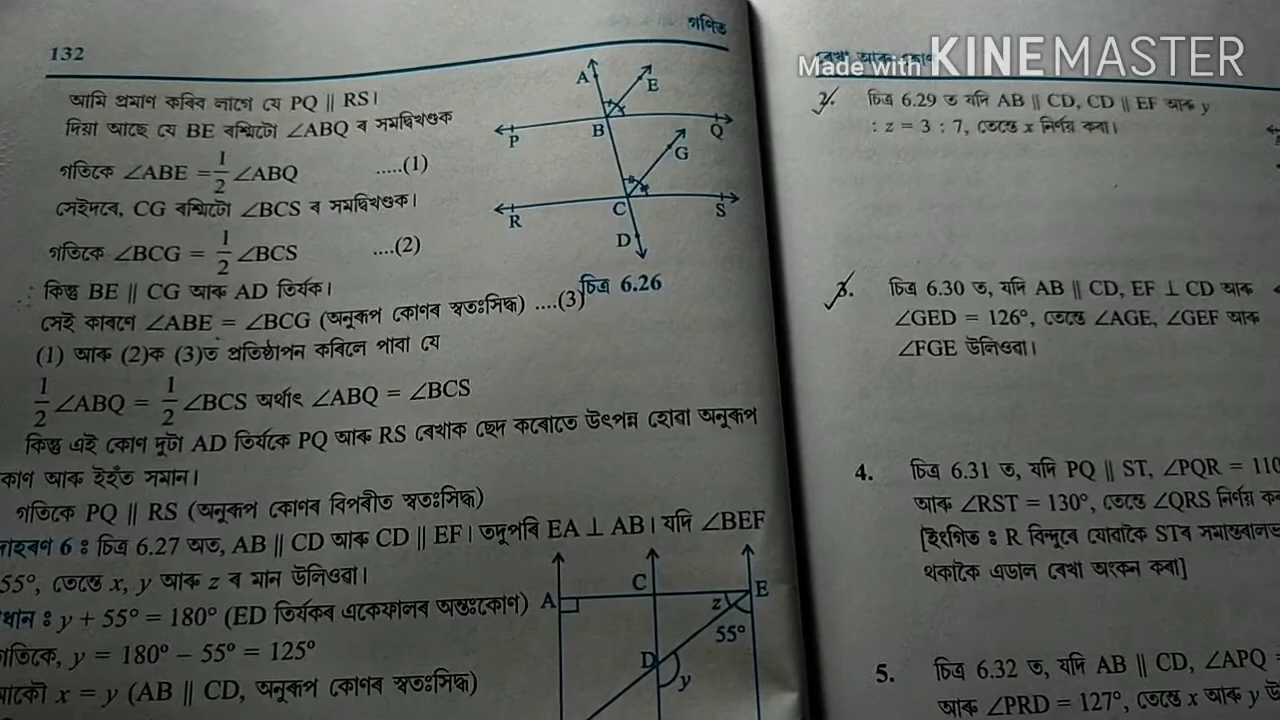 132
গণিত
আমি প্ৰমাণ কৰিব লাগে যে PQ || RS।
দিয়া আছে যে BE ৰশ্মিটো ∠ABQ ৰ সমদ্বিখণ্ডক
গতিকে ∠ABE = 1/2 ∠ABQ .....(1)
সেইদৰে, CG ৰশ্মিটো ∠BCS ৰ সমদ্বিখণ্ডক।
গতিকে ∠BCG = 1/2 ∠BCS ....(2)
কিন্তু BE || CG আৰু AD তিৰ্যক।
সেই কাৰণে ∠ABE = ∠BCG (অনুৰূপ কোণৰ স্বতঃসিদ্ধ) ....(3)
(1) আৰু (2)ক (3)ত প্ৰতিষ্ঠাপন কৰিলে পাবা যে
1/2 ∠ABQ = 1/2 ∠BCS অৰ্থাৎ ∠ABQ = ∠BCS
কিন্তু এই কোণ দুটা AD তিৰ্যকে PQ আৰু RS ৰেখাক ছেদ কৰোতে উৎপন্ন হোৱা অনুৰূপ
কোণ আৰু ইহঁত সমান।
গতিকে PQ || RS (অনুৰূপ কোণৰ বিপৰীত স্বতঃসিদ্ধ)
A
E
P
B
Q
G
R
C
S
D
চিত্ৰ 6.26
াহৰণ 6 : চিত্ৰ 6.27 অত, AB || CD আৰু CD || EF। তদুপৰি EA ⊥ AB। যদি ∠BEF
55°, তেন্তে x, y আৰু z ৰ মান উলিওৱা।
ধান : y + 55° = 180° (ED তিৰ্যকৰ একেফালৰ অন্তঃকোণ)
গতিকে, y = 180° − 55° = 125°
আকৌ x = y (AB || CD, অনুৰূপ কোণৰ স্বতঃসিদ্ধ)
A
C
E
z
55°
D
y
ৰেখা আৰু কোণ
Made with KINEMASTER
2. চিত্ৰ 6.29 ত যদি AB || CD, CD || EF আৰু y
: z = 3 : 7, তেন্তে x নিৰ্ণয় কৰা।
3. চিত্ৰ 6.30 ত, যদি AB || CD, EF ⊥ CD আৰু
∠GED = 126°, তেন্তে ∠AGE, ∠GEF আৰু
∠FGE উলিওৱা।
4. চিত্ৰ 6.31 ত, যদি PQ || ST, ∠PQR = 110
আৰু ∠RST = 130°, তেন্তে ∠QRS নিৰ্ণয় কৰ
[ইংগিত : R বিন্দুৰে যোৱাকৈ STৰ সমান্তৰালভ
থকাকৈ এডাল ৰেখা অংকন কৰা]
5. চিত্ৰ 6.32 ত, যদি AB || CD, ∠APQ =
আৰু ∠PRD = 127°, তেন্তে x আৰু y উ